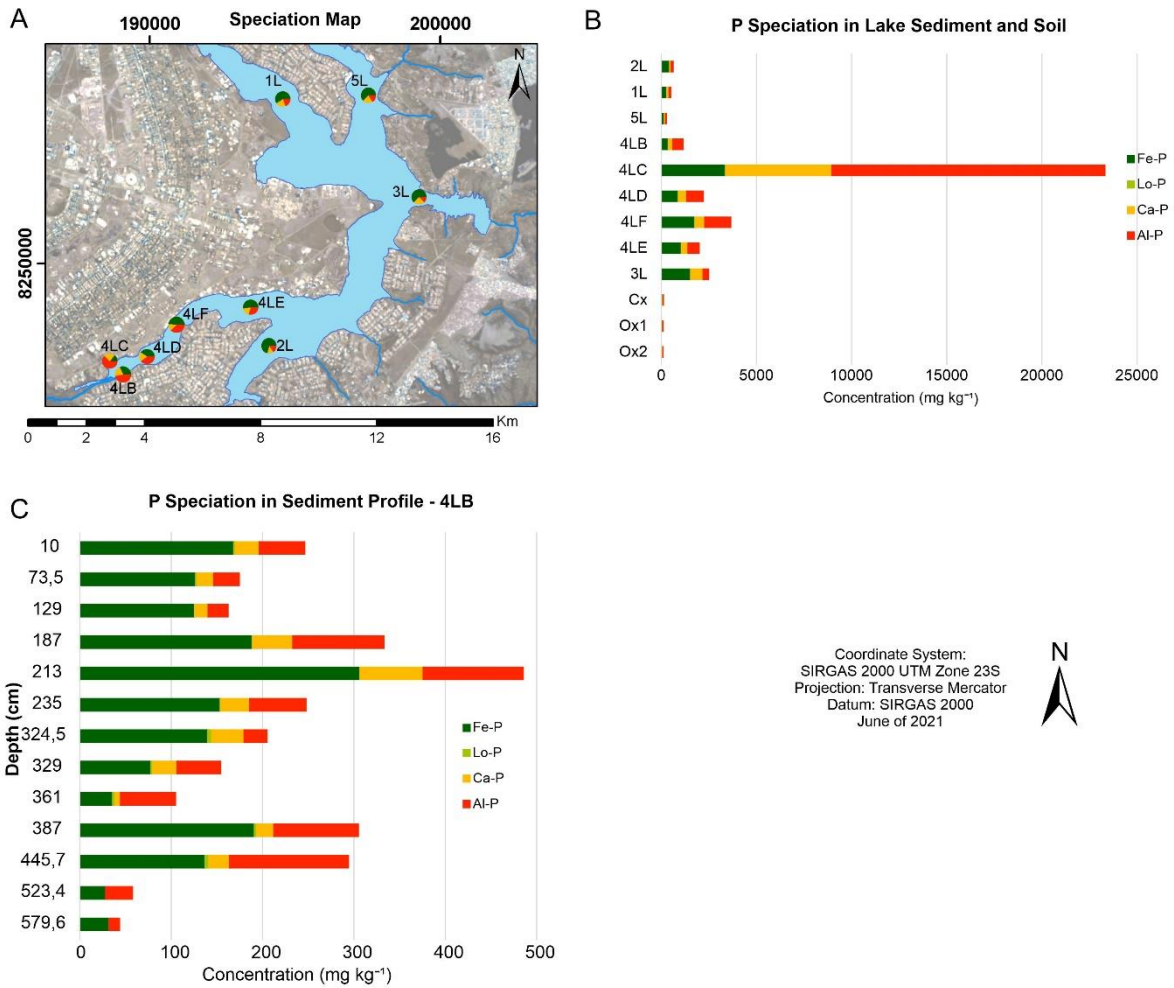 A
Speciation Map
190000
200000
8250000
N
1L
5L
3L
4LE
4LF
4LC
4LD
4LB
2L
Km
0 2 4 8 12 16
B
P Speciation in Lake Sediment and Soil
2L
1L
5L
4LB
4LC
4LD
4LF
4LE
3L
Cx
Ox1
Ox2
0 5000 10000 15000 20000 25000
Concentration (mg kg⁻¹)
Fe-P
Lo-P
Ca-P
Al-P
C
P Speciation in Sediment Profile - 4LB
Depth (cm)
10
73,5
129
187
213
235
324,5
329
361
387
445,7
523,4
579,6
0 100 200 300 400 500
Concentration (mg kg⁻¹)
Fe-P
Lo-P
Ca-P
Al-P
Coordinate System:
SIRGAS 2000 UTM Zone 23S
Projection: Transverse Mercator
Datum: SIRGAS 2000
June of 2021
N